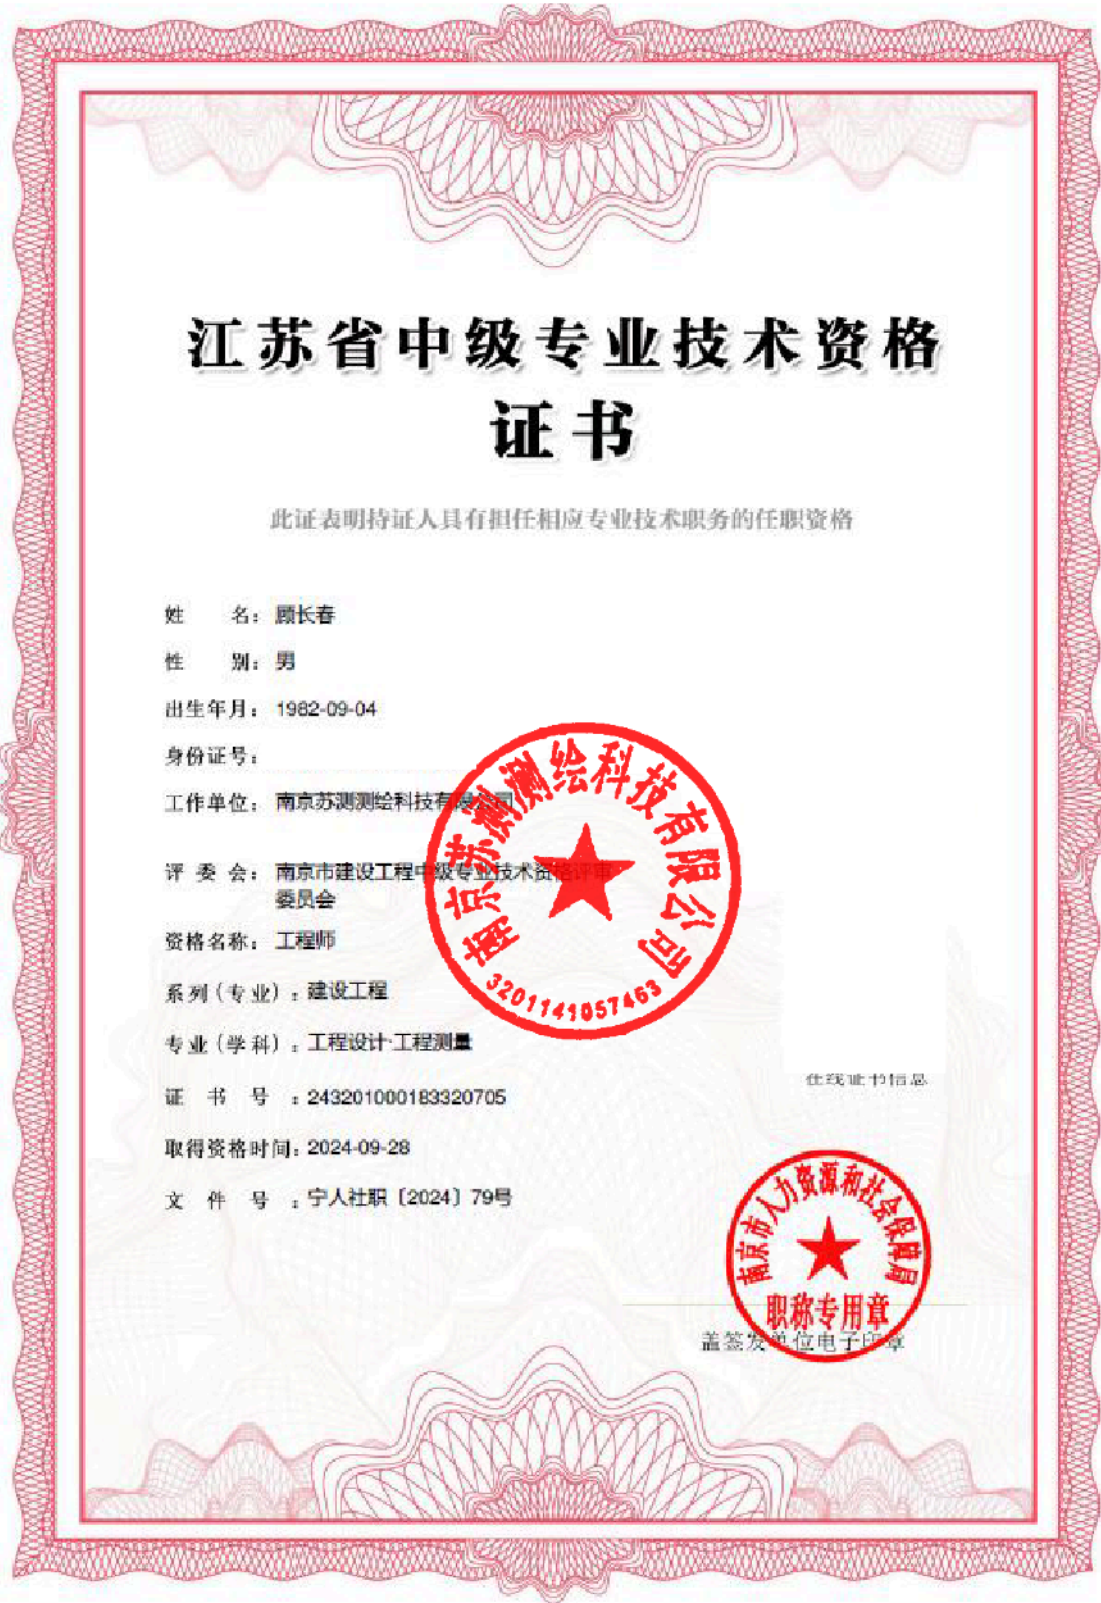 江苏省中级专业技术资格
证书
此证表明持证人具有担任相应专业技术职务的任职资格
姓 名：顾长春
性 别：男
出生年月：1982-09-04
身份证号：
工作单位：南京苏测测绘科技有限公司
评 委 会：南京市建设工程中级专业技术资格评审
委员会
资格名称：工程师
系列（专业）：建设工程
专业（学科）：工程设计·工程测量
证 书 号：243201000183320705
取得资格时间：2024-09-28
文 件 号：宁人社职〔2024〕79号
南京苏测测绘科技有限公司
3201141057463
在线证书信息
南京市人力资源和社会保障局
职称专用章
盖签发单位电子印章